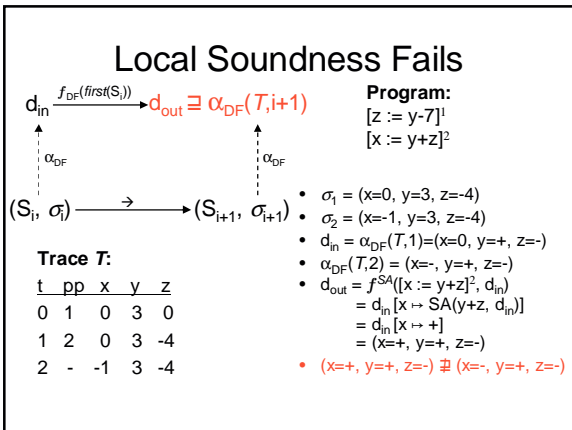 Local Soundness Fails
d_in f_DF(first(S_i)) d_out ⊒ α_DF(T,i+1)
α_DF α_DF
(S_i, σ_i) → (S_i+1, σ_i+1)
Trace T:
t pp x y z
0 1 0 3 0
1 2 0 3 -4
2 - -1 3 -4
Program:
[z := y-7]¹
[x := y+z]²
• σ₁ = (x=0, y=3, z=-4)
• σ₂ = (x=-1, y=3, z=-4)
• d_in = α_DF(T,1)=(x=0, y=+, z=-)
• α_DF(T,2) = (x=-, y=+, z=-)
• d_out = f^SA([x := y+z]², d_in)
= d_in [x ↦ SA(y+z, d_in)]
= d_in [x ↦ +]
= (x=+, y=+, z=-)
• (x=+, y=+, z=-) ⋣ (x=-, y=+, z=-)